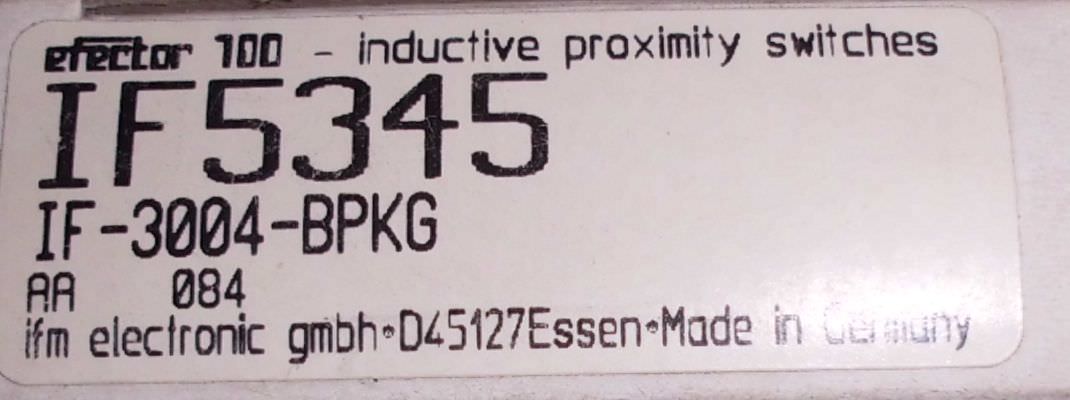 efector 100 - inductive proximity switches
IF5345
IF-3004-BPKG
AA 084
ifm electronic gmbh•D45127Essen•Made in Germany